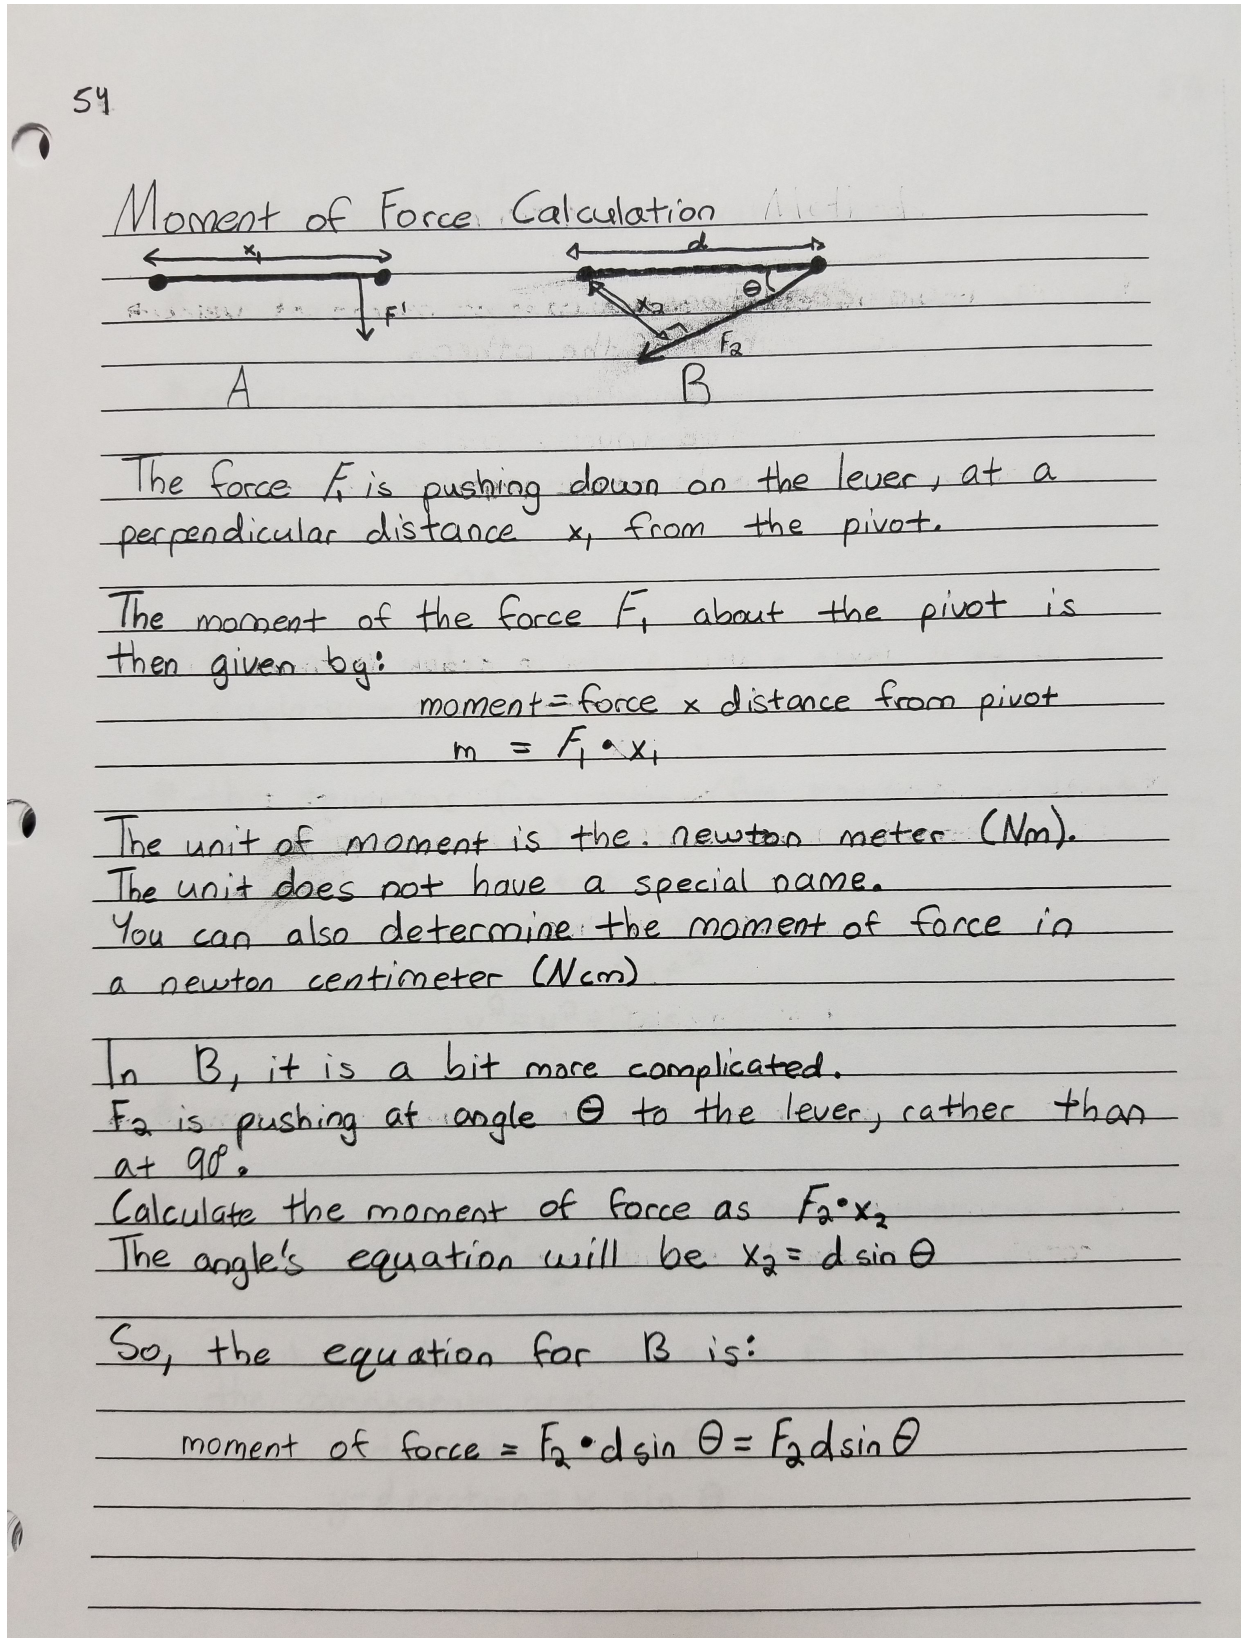 54
Moment of Force Calculation
x₁
d
F'
θ
x₂
F₂
A
B
The force F₁ is pushing down on the lever, at a
perpendicular distance x₁ from the pivot.
The moment of the force F₁ about the pivot is
then given by:
moment = force x distance from pivot
m = F₁ • x₁
The unit of moment is the newton meter (Nm).
The unit does not have a special name.
You can also determine the moment of force in
a newton centimeter (Ncm)
In B, it is a bit more complicated.
F₂ is pushing at angle θ to the lever, rather than
at 90°.
Calculate the moment of force as F₂•x₂
The angle's equation will be x₂ = d sin θ
So, the equation for B is:
moment of force = F₂ • d sin θ = F₂ d sin θ